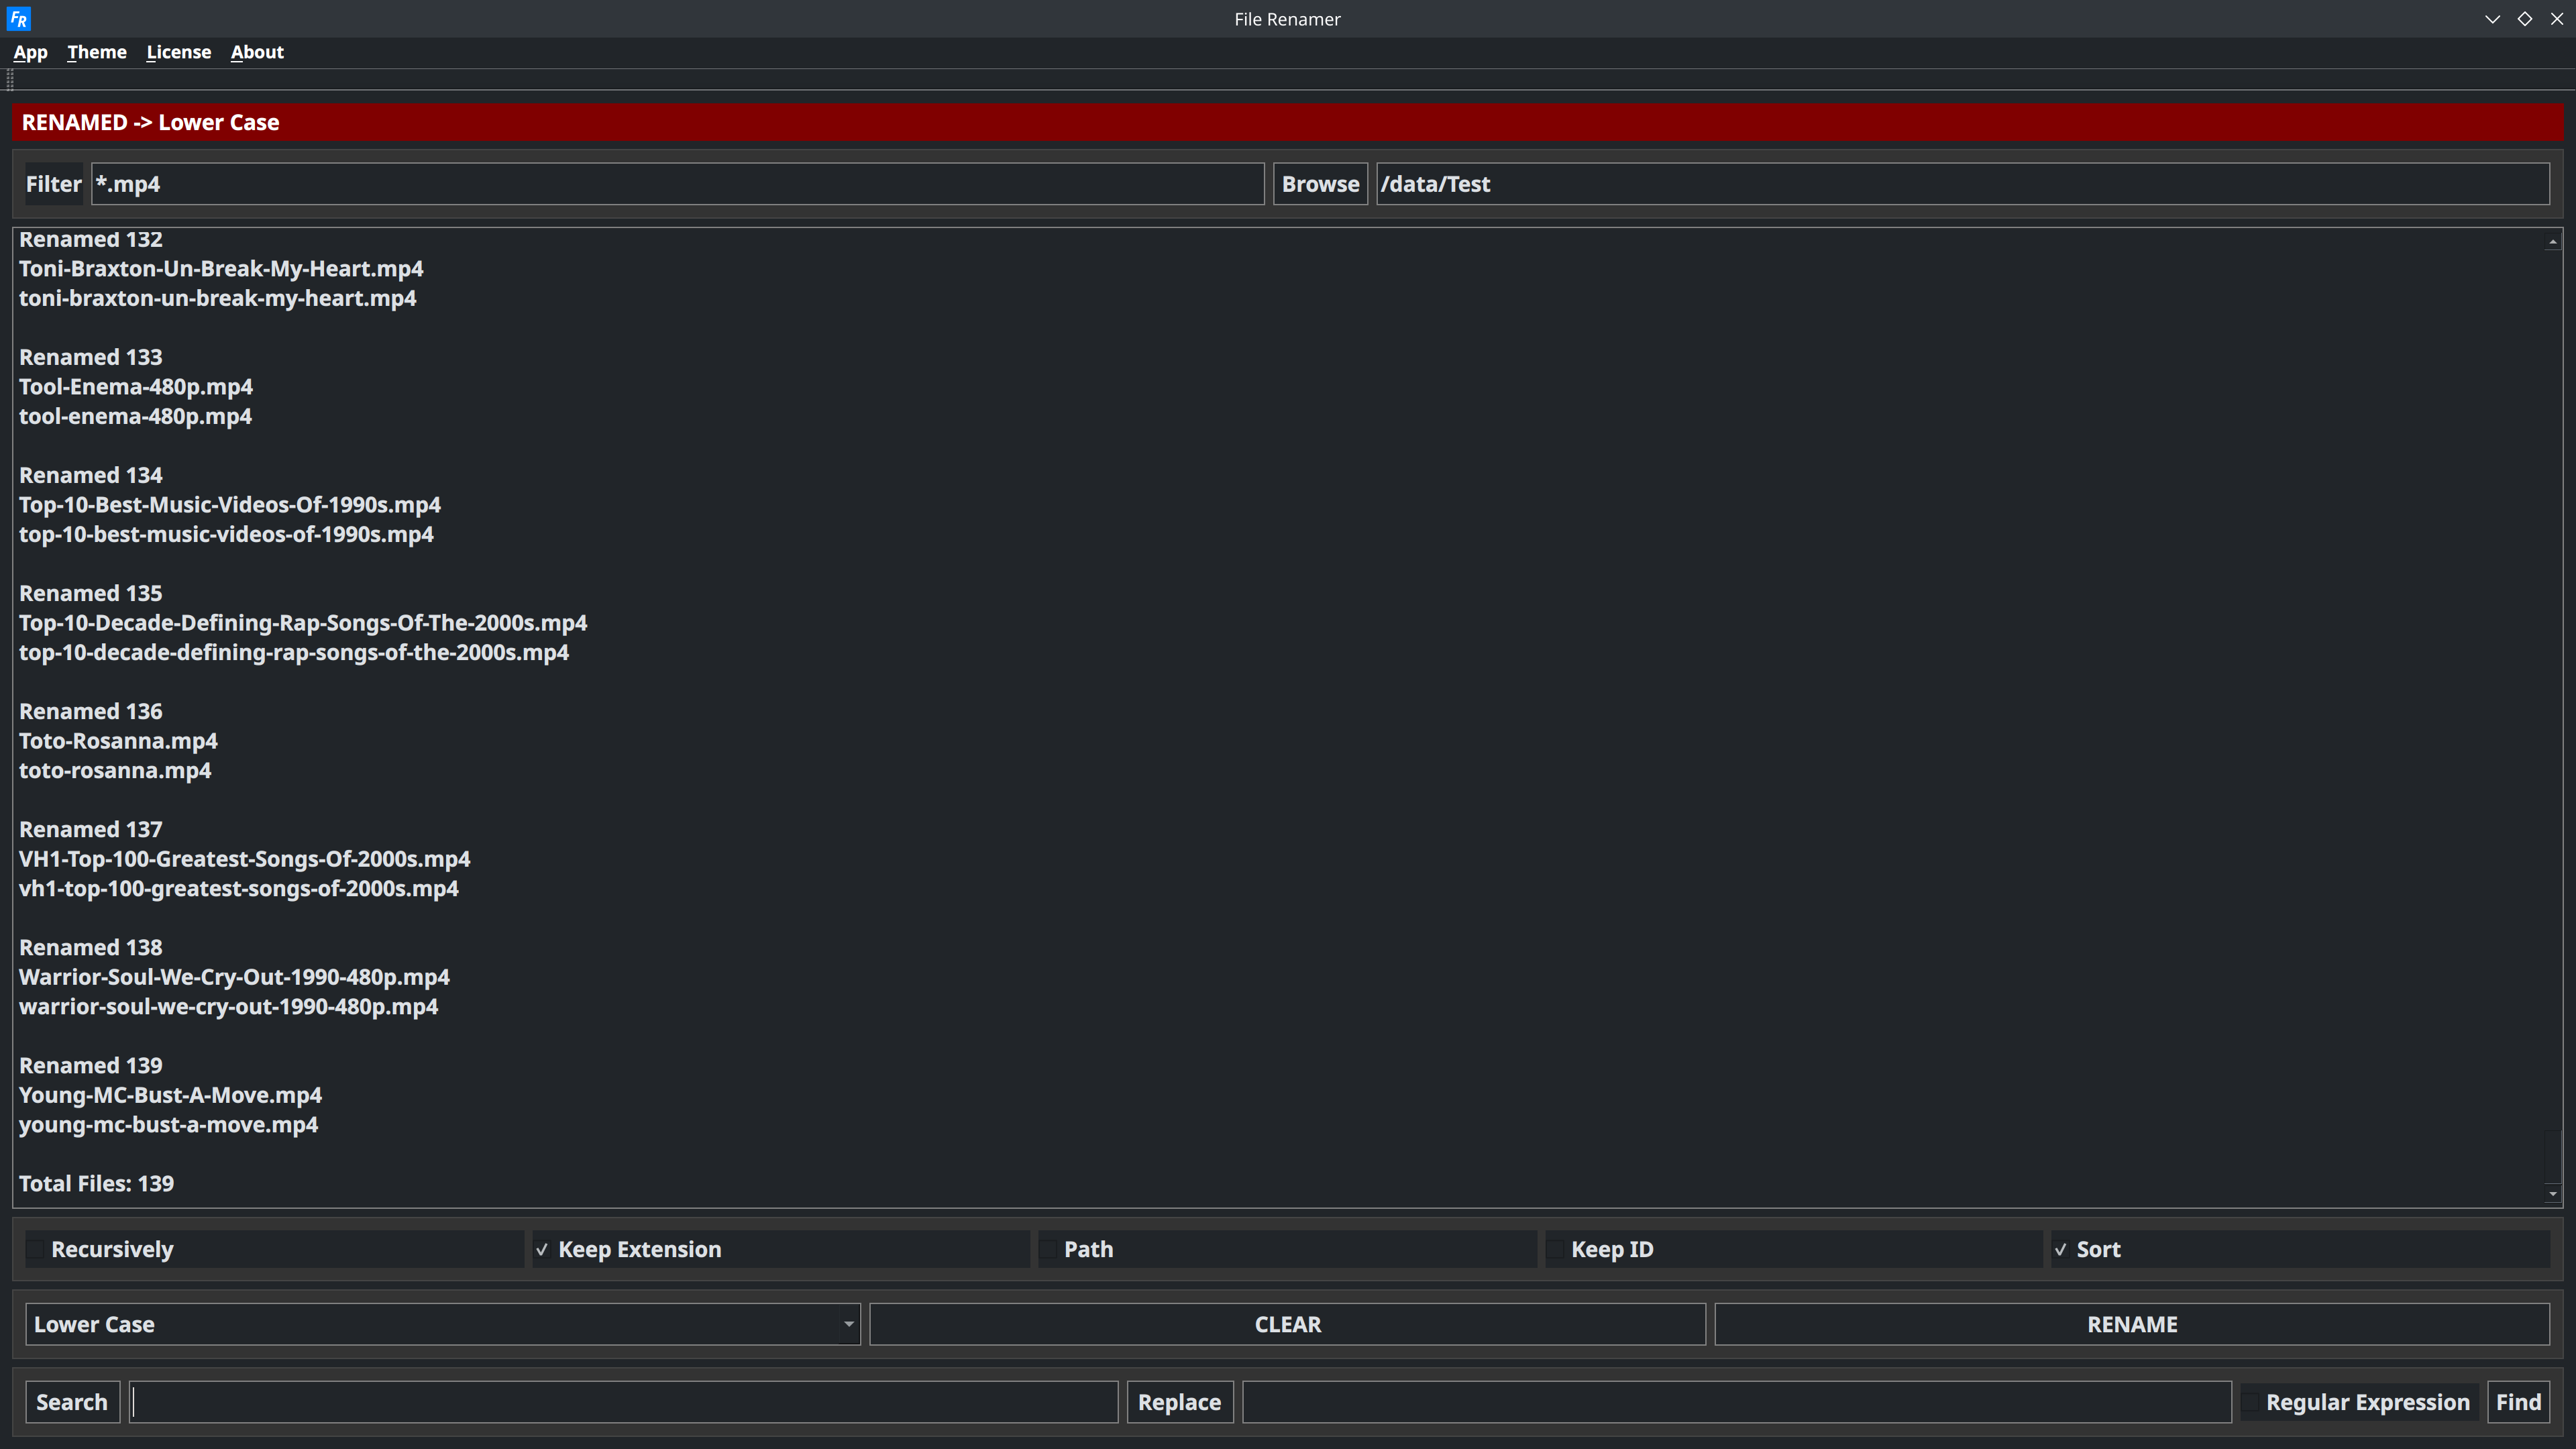 FR File Renamer
App Theme License About
RENAMED -> Lower Case
Filter *.mp4 Browse /data/Test
Renamed 132
Toni-Braxton-Un-Break-My-Heart.mp4
toni-braxton-un-break-my-heart.mp4
Renamed 133
Tool-Enema-480p.mp4
tool-enema-480p.mp4
Renamed 134
Top-10-Best-Music-Videos-Of-1990s.mp4
top-10-best-music-videos-of-1990s.mp4
Renamed 135
Top-10-Decade-Defining-Rap-Songs-Of-The-2000s.mp4
top-10-decade-defining-rap-songs-of-the-2000s.mp4
Renamed 136
Toto-Rosanna.mp4
toto-rosanna.mp4
Renamed 137
VH1-Top-100-Greatest-Songs-Of-2000s.mp4
vh1-top-100-greatest-songs-of-2000s.mp4
Renamed 138
Warrior-Soul-We-Cry-Out-1990-480p.mp4
warrior-soul-we-cry-out-1990-480p.mp4
Renamed 139
Young-MC-Bust-A-Move.mp4
young-mc-bust-a-move.mp4
Total Files: 139
Recursively Keep Extension Path Keep ID Sort
Lower Case CLEAR RENAME
Search Replace Regular Expression Find